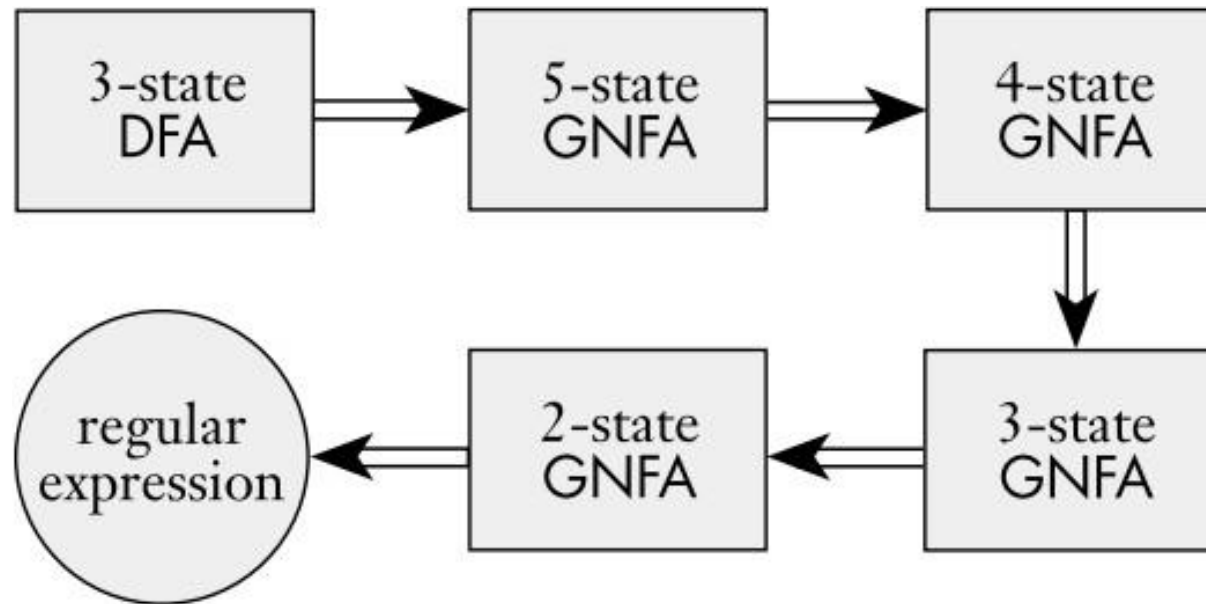 3-state
DFA
5-state
GNFA
4-state
GNFA
3-state
GNFA
2-state
GNFA
regular
expression